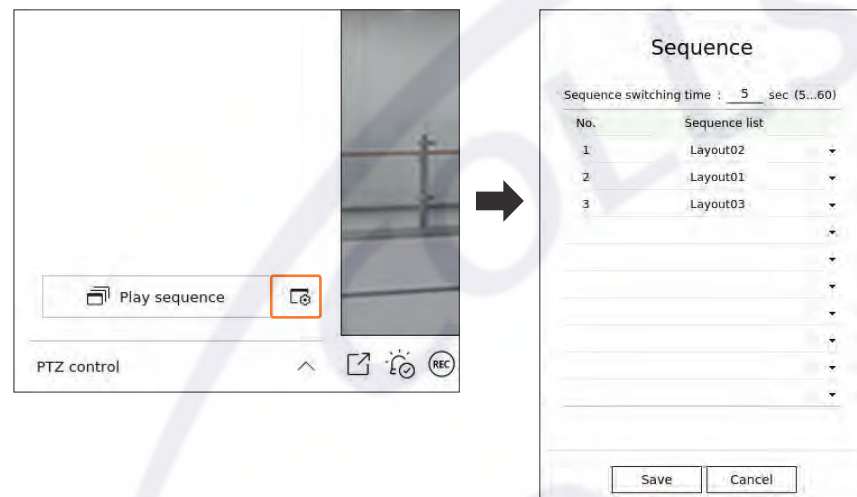 Play sequence
PTZ control
REC
Sequence
Sequence switching time : 5 sec (5...60)
No. Sequence list
1 Layout02
2 Layout01
3 Layout03
Save Cancel